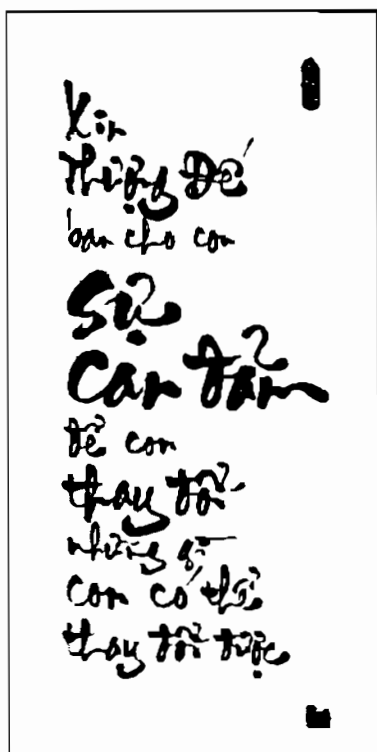 Xin
Thượng Đế
ban cho con
sự
can đảm
để con
thay đổi
những gì
con có thể
thay đổi được